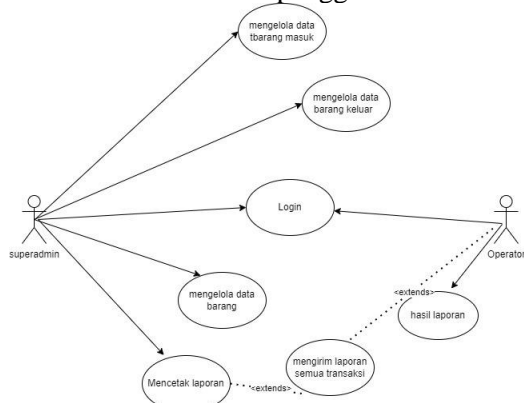 mengelola data
tbarang masuk
mengelola data
barang keluar
Login
superadmin
Operator
<extends>
mengelola data
barang
hasil laporan
mengirim laporan
semua transaksi
Mencetak laporan
<extends>